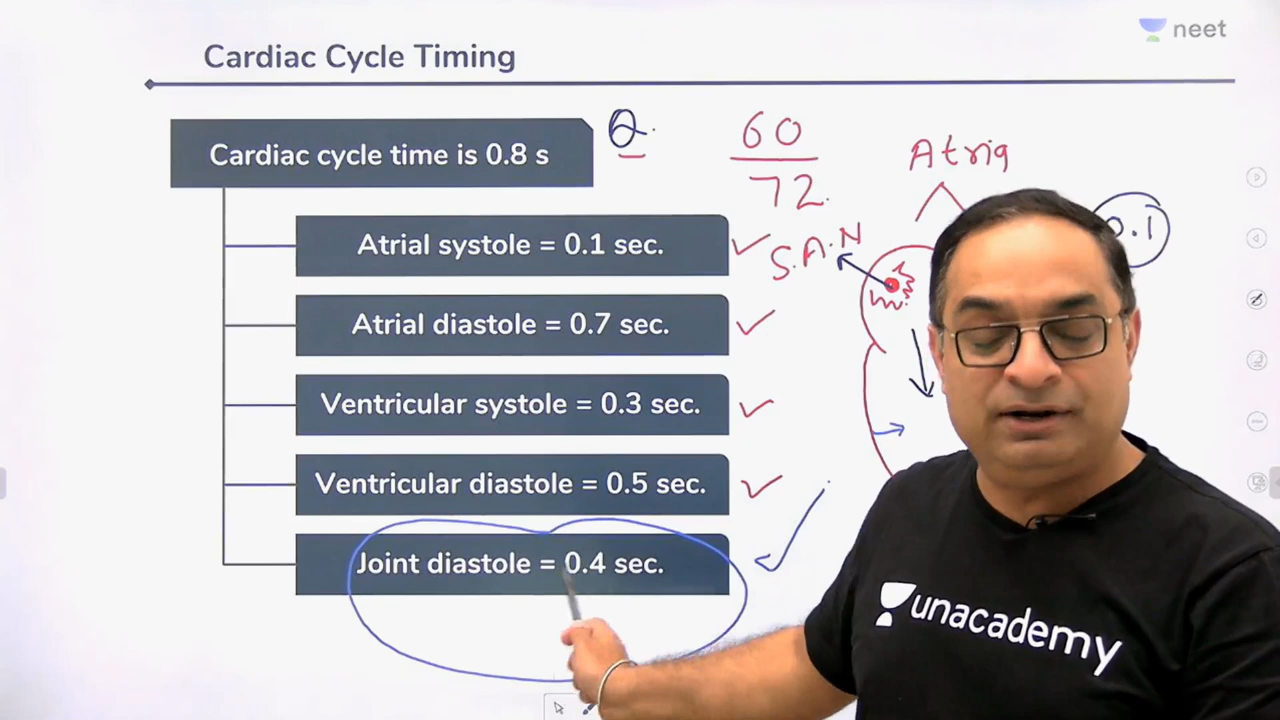 neet
Cardiac Cycle Timing
Cardiac cycle time is 0.8 s
Q.
60
72.
Atria
0.1
S.A.N
Atrial systole = 0.1 sec.
Atrial diastole = 0.7 sec.
Ventricular systole = 0.3 sec.
Ventricular diastole = 0.5 sec.
Joint diastole = 0.4 sec.
unacademy